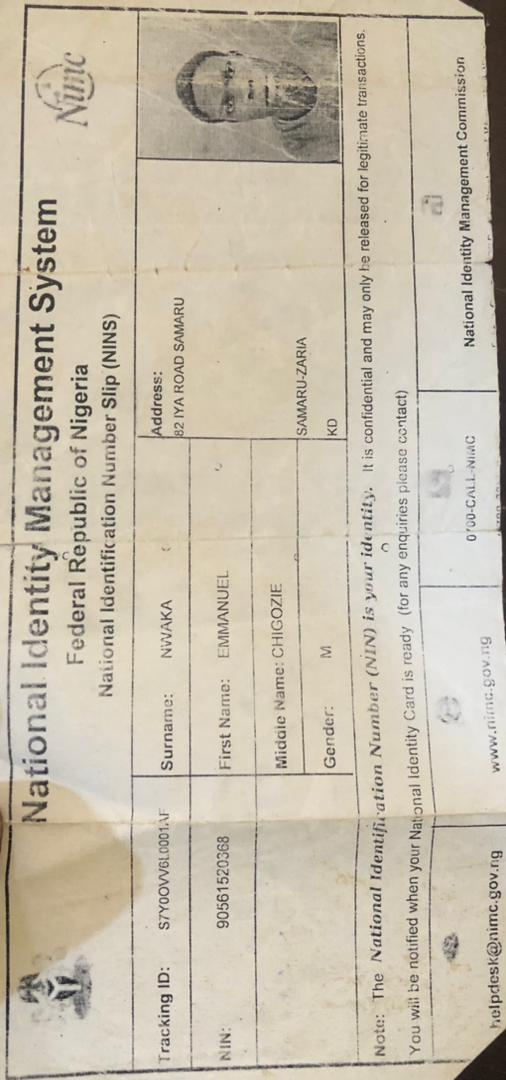 National Identity Management System
Federal Republic of Nigeria
National Identification Number Slip (NINS)
Nimc
Tracking ID: S7Y0OVV6L0001AF
Surname: NWAKA
Address:
82 IYA ROAD SAMARU
NIN: 90561520368
First Name: EMMANUEL
Middle Name: CHIGOZIE
SAMARU-ZARIA
Gender: M
KD
Note: The National Identification Number (NIN) is your identity. It is confidential and may only be released for legitimate transactions.
You will be notified when your National Identity Card is ready (for any enquiries please contact)
helpdesk@nimc.gov.ng
www.nimc.gov.ng
0700-CALL-NIMC
National Identity Management Commission